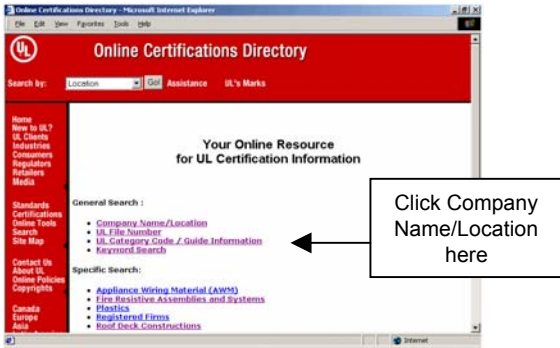 Online Certifications Directory - Microsoft Internet Explorer
File Edit View Favorites Tools Help
UL
Online Certifications Directory
Search by: Location Go! Assistance UL's Marks
Home
New to UL?
UL Clients
Industries
Consumers
Regulators
Retailers
Media
Standards
Certifications
Online Tools
Search
Site Map
Contact Us
About UL
Online Policies
Copyrights
Canada
Europe
Asia
Your Online Resource
for UL Certification Information
General Search :
Company Name/Location
UL File Number
UL Category Code / Guide Information
Keyword Search
Specific Search:
Appliance Wiring Material (AWM)
Fire Resistive Assemblies and Systems
Plastics
Registered Firms
Roof Deck Constructions
Click Company
Name/Location
here
Internet